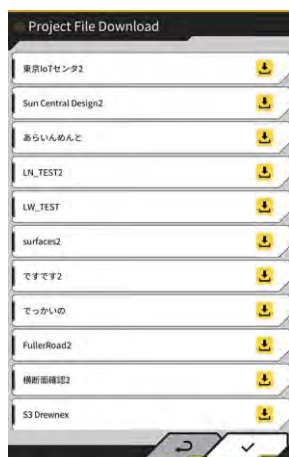 Project File Download
東京IoTセンタ2
Sun Central Design2
あらいんめんと
LN_TEST2
LW_TEST
surfaces2
ですです2
でっかいの
FullerRoad2
横断面確認2
S3 Drewnex